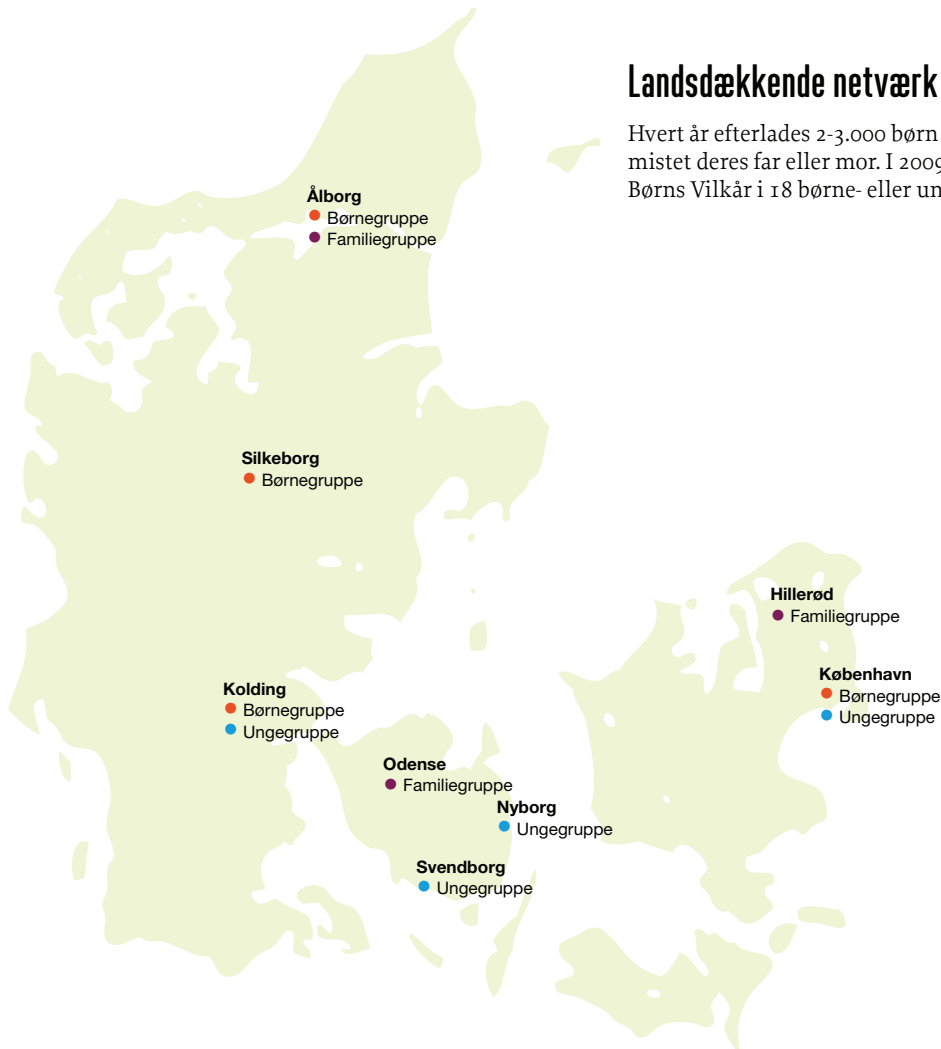 Landsdækkende netværk
Hvert år efterlades 2-3.000 børn
mistet deres far eller mor. I 2009
Børns Vilkår i 18 børne- eller un
Ålborg
Børnegruppe
Familiegruppe
Silkeborg
Børnegruppe
Hillerød
Familiegruppe
København
Børnegruppe
Ungegruppe
Kolding
Børnegruppe
Ungegruppe
Odense
Familiegruppe
Nyborg
Ungegruppe
Svendborg
Ungegruppe